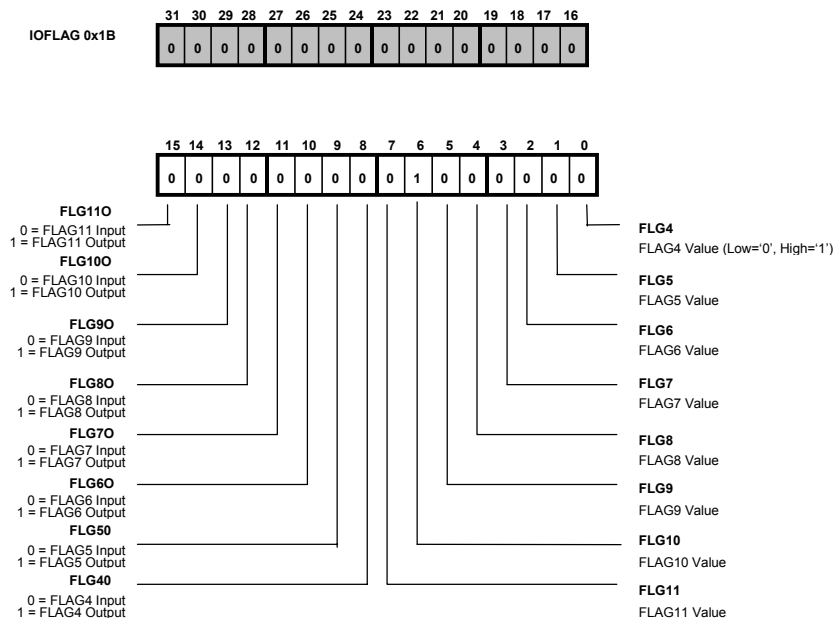 31 30 29 28 27 26 25 24 23 22 21 20 19 18 17 16
IOFLAG 0x1B
0 0 0 0 0 0 0 0 0 0 0 0 0 0 0 0
15 14 13 12 11 10 9 8 7 6 5 4 3 2 1 0
0 0 0 0 0 0 0 0 0 1 0 0 0 0 0 0
FLG11O
0 = FLAG11 Input
1 = FLAG11 Output
FLG10O
0 = FLAG10 Input
1 = FLAG10 Output
FLG9O
0 = FLAG9 Input
1 = FLAG9 Output
FLG8O
0 = FLAG8 Input
1 = FLAG8 Output
FLG7O
0 = FLAG7 Input
1 = FLAG7 Output
FLG6O
0 = FLAG6 Input
1 = FLAG6 Output
FLG50
0 = FLAG5 Input
1 = FLAG5 Output
FLG40
0 = FLAG4 Input
1 = FLAG4 Output
FLG4
FLAG4 Value (Low=‘0’, High=‘1’)
FLG5
FLAG5 Value
FLG6
FLAG6 Value
FLG7
FLAG7 Value
FLG8
FLAG8 Value
FLG9
FLAG9 Value
FLG10
FLAG10 Value
FLG11
FLAG11 Value